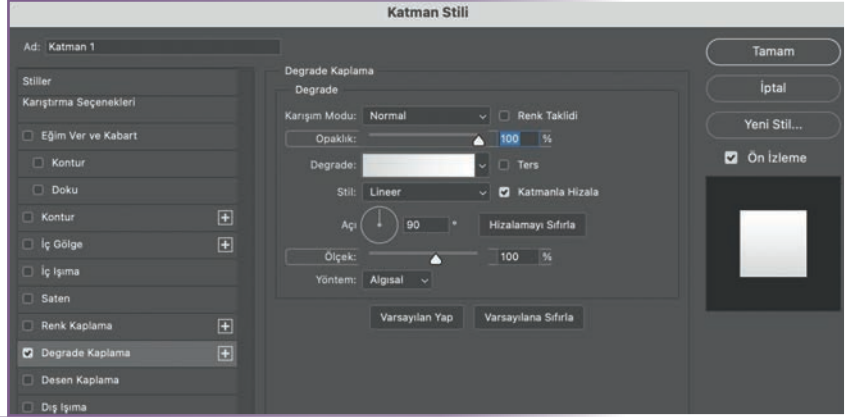 Katman Stili
Ad: Katman 1
Stiller
Karıştırma Seçenekleri
Eğim Ver ve Kabart
Kontur
Doku
Kontur
İç Gölge
İç Işıma
Saten
Renk Kaplama
Degrade Kaplama
Desen Kaplama
Dış Işıma
Degrade Kaplama
Degrade
Karışım Modu: Normal Renk Taklidi
Opaklık: 100 %
Degrade: Ters
Stil: Lineer Katmanla Hizala
Açı 90 ° Hizalamayı Sıfırla
Ölçek: 100 %
Yöntem: Algısal
Varsayılan Yap Varsayılana Sıfırla
Tamam
İptal
Yeni Stil...
Ön İzleme